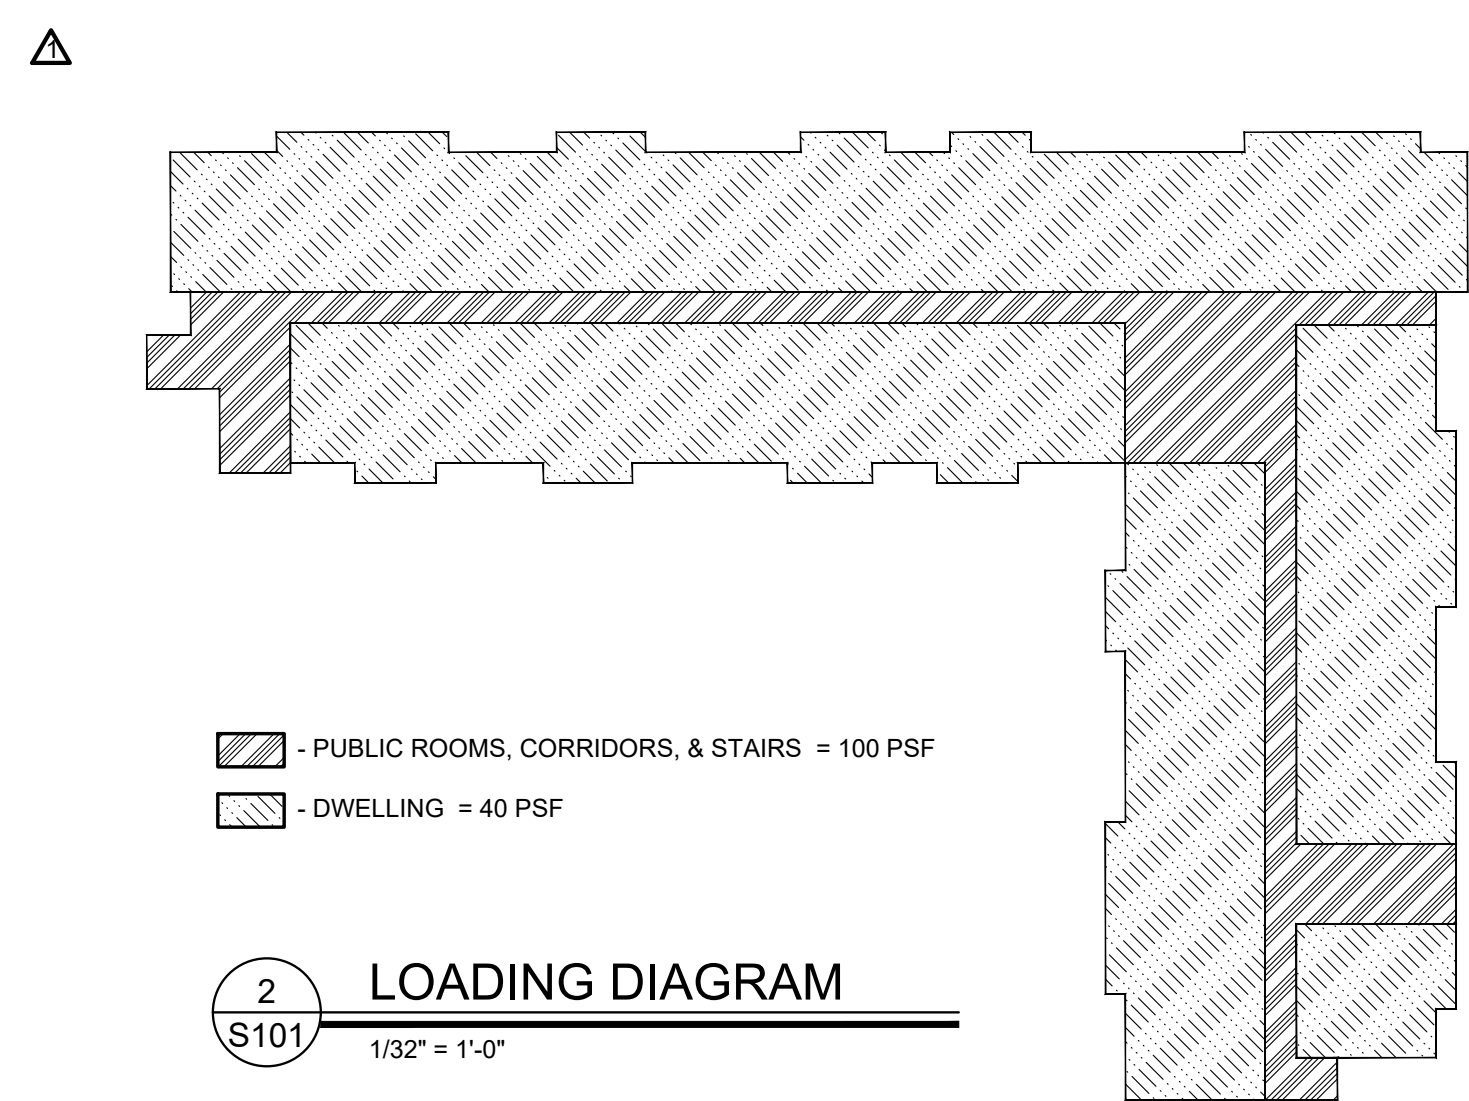 1
- PUBLIC ROOMS, CORRIDORS, & STAIRS = 100 PSF
- DWELLING = 40 PSF
2
LOADING DIAGRAM
S101
1/32" = 1'-0"